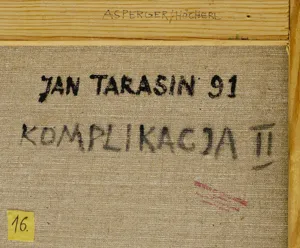 ASPERGER/HÖCHERL
JAN TARASIN 91
KOMPLIKACJA II
16.